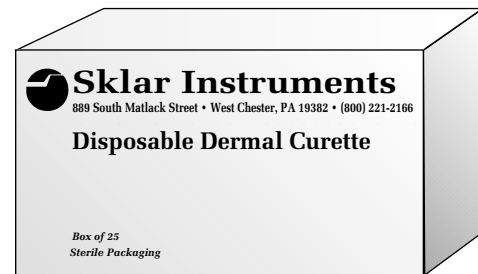 Sklar Instruments
889 South Matlack Street • West Chester, PA 19382 • (800) 221-2166
Disposable Dermal Curette
Box of 25
Sterile Packaging